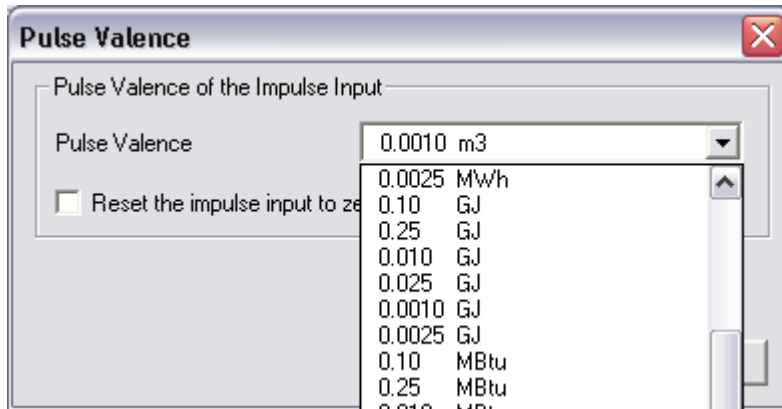 Pulse Valence
Pulse Valence of the Impulse Input
Pulse Valence
0.0010 m3
Reset the impulse input to
0.0025 MWh
0.10 GJ
0.25 GJ
0.010 GJ
0.025 GJ
0.0010 GJ
0.0025 GJ
0.10 MBtu
0.25 MBtu